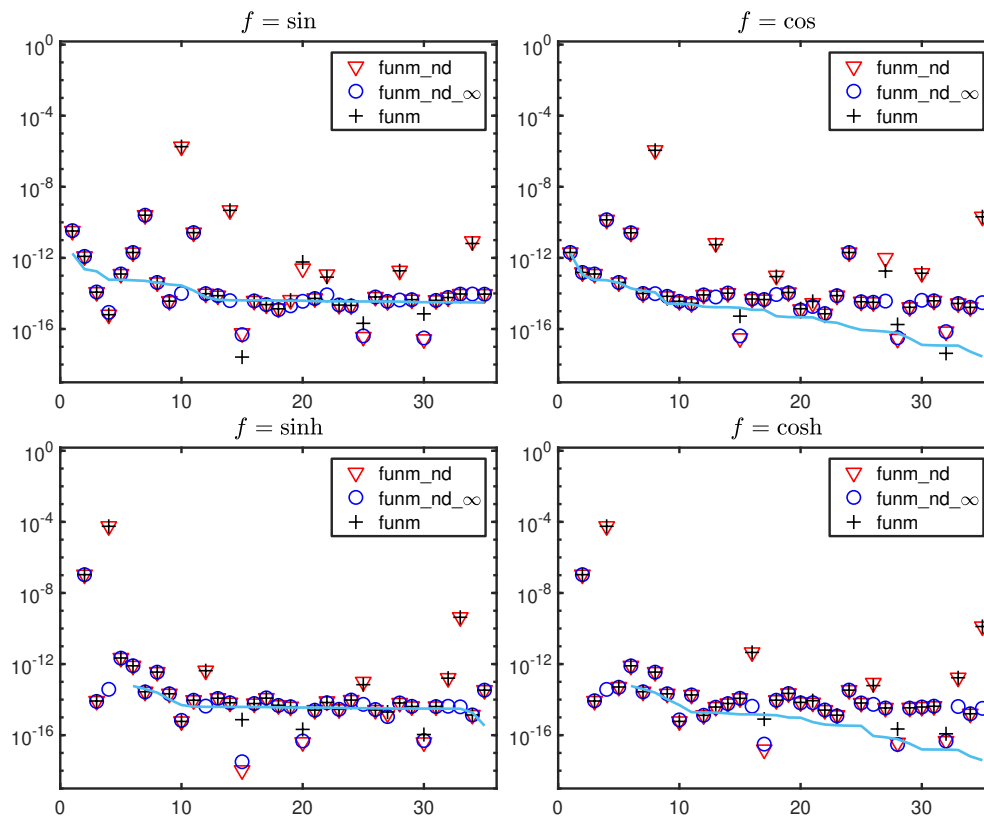 f = sin
10^0
10^-4
10^-8
10^-12
10^-16
funm_nd
funm_nd_∞
funm
0 10 20 30
f = cos
10^0
10^-4
10^-8
10^-12
10^-16
funm_nd
funm_nd_∞
funm
0 10 20 30
f = sinh
10^0
10^-4
10^-8
10^-12
10^-16
funm_nd
funm_nd_∞
funm
0 10 20 30
f = cosh
10^0
10^-4
10^-8
10^-12
10^-16
funm_nd
funm_nd_∞
funm
0 10 20 30